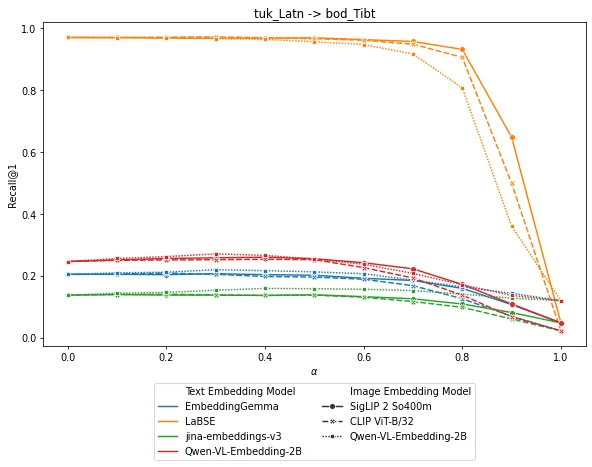 tuk_Latn -> bod_Tibt
1.0
0.8
0.6
0.4
0.2
0.0
Recall@1
0.0 0.2 0.4 0.6 0.8 1.0
α
Text Embedding Model Image Embedding Model
EmbeddingGemma SigLIP 2 So400m
LaBSE CLIP ViT-B/32
jina-embeddings-v3 Qwen-VL-Embedding-2B
Qwen-VL-Embedding-2B